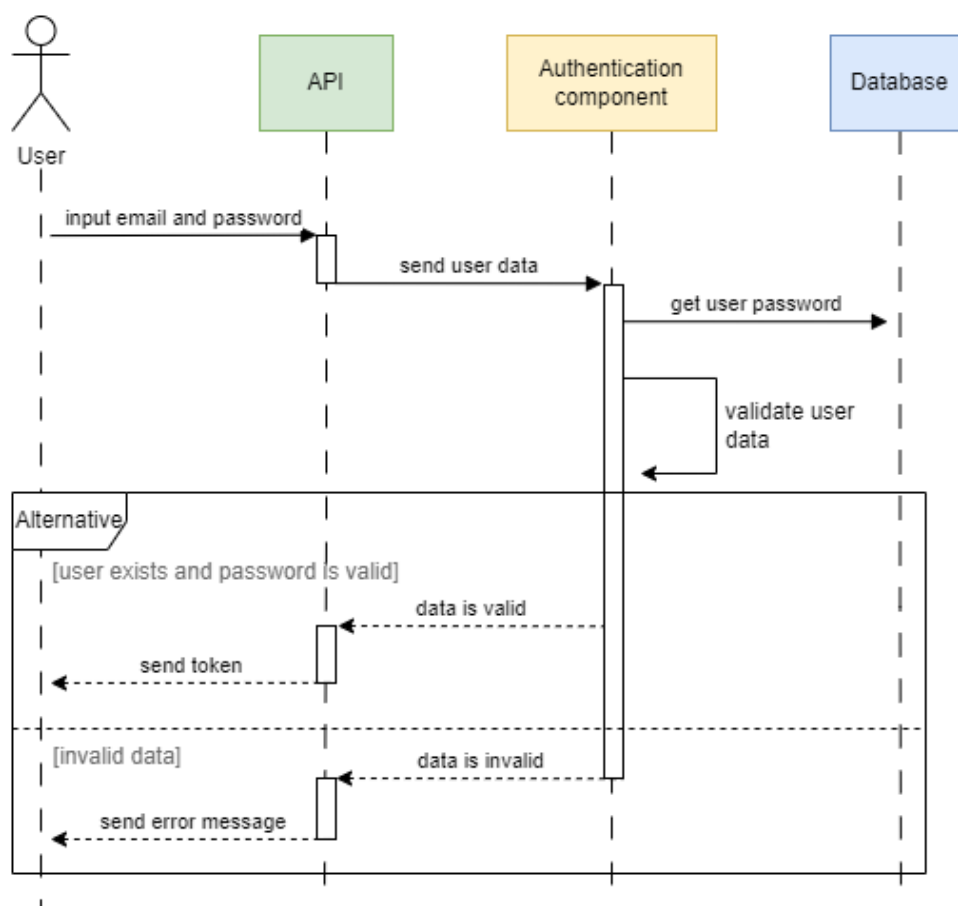 User
API
Authentication
component
Database
input email and password
send user data
get user password
validate user
data
Alternative
[user exists and password is valid]
data is valid
send token
[invalid data]
data is invalid
send error message